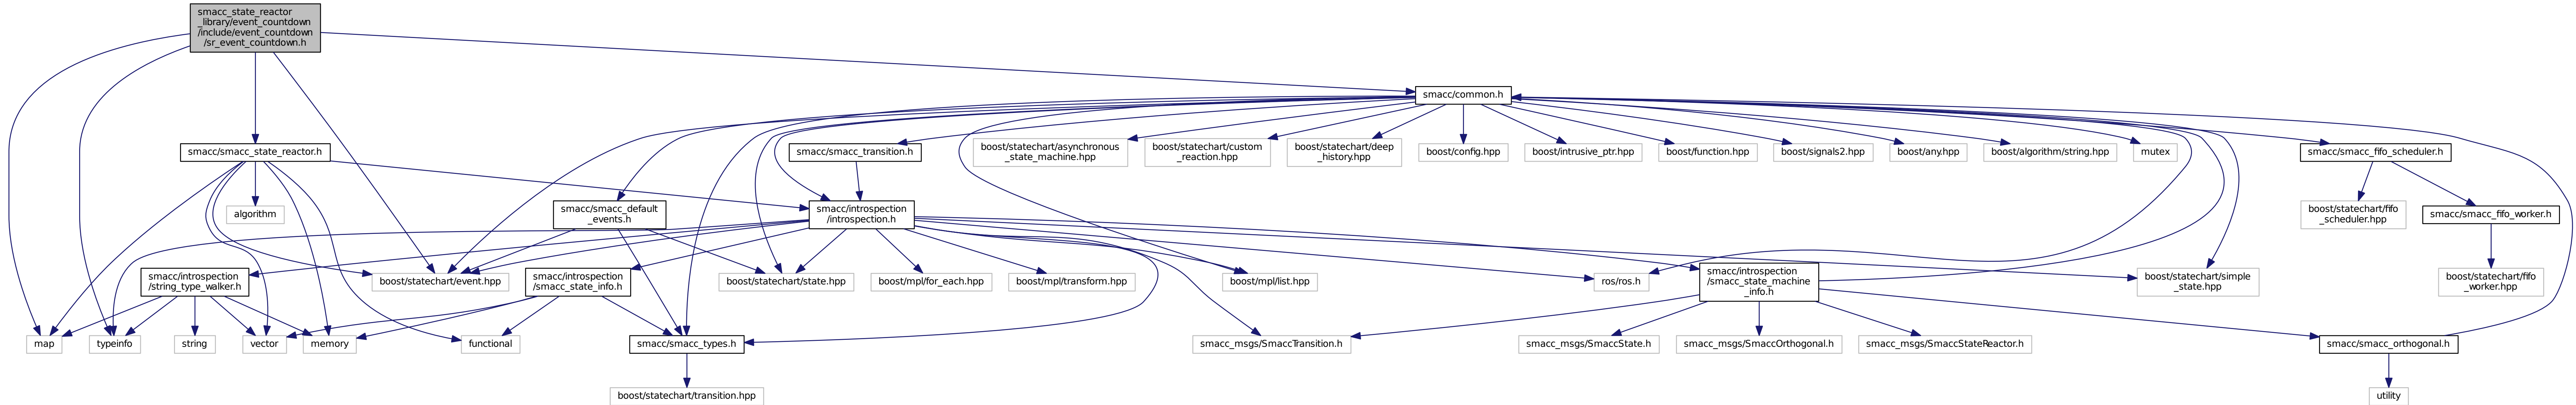 smacc_state_reactor
_library/event_countdown
/include/event_countdown
/sr_event_countdown.h
smacc/common.h
smacc/smacc_state_reactor.h
smacc/smacc_transition.h
boost/statechart/asynchronous
_state_machine.hpp
boost/statechart/custom
_reaction.hpp
boost/statechart/deep
_history.hpp
boost/config.hpp
boost/intrusive_ptr.hpp
boost/function.hpp
boost/signals2.hpp
boost/any.hpp
boost/algorithm/string.hpp
mutex
smacc/smacc_fifo_scheduler.h
algorithm
smacc/smacc_default
_events.h
smacc/introspection
/introspection.h
boost/statechart/fifo
_scheduler.hpp
smacc/smacc_fifo_worker.h
smacc/introspection
/string_type_walker.h
boost/statechart/event.hpp
smacc/introspection
/smacc_state_info.h
boost/statechart/state.hpp
boost/mpl/for_each.hpp
boost/mpl/transform.hpp
boost/mpl/list.hpp
ros/ros.h
smacc/introspection
/smacc_state_machine
_info.h
boost/statechart/simple
_state.hpp
boost/statechart/fifo
_worker.hpp
map
typeinfo
string
vector
memory
functional
smacc/smacc_types.h
smacc_msgs/SmaccTransition.h
smacc_msgs/SmaccState.h
smacc_msgs/SmaccOrthogonal.h
smacc_msgs/SmaccStateReactor.h
smacc/smacc_orthogonal.h
boost/statechart/transition.hpp
utility